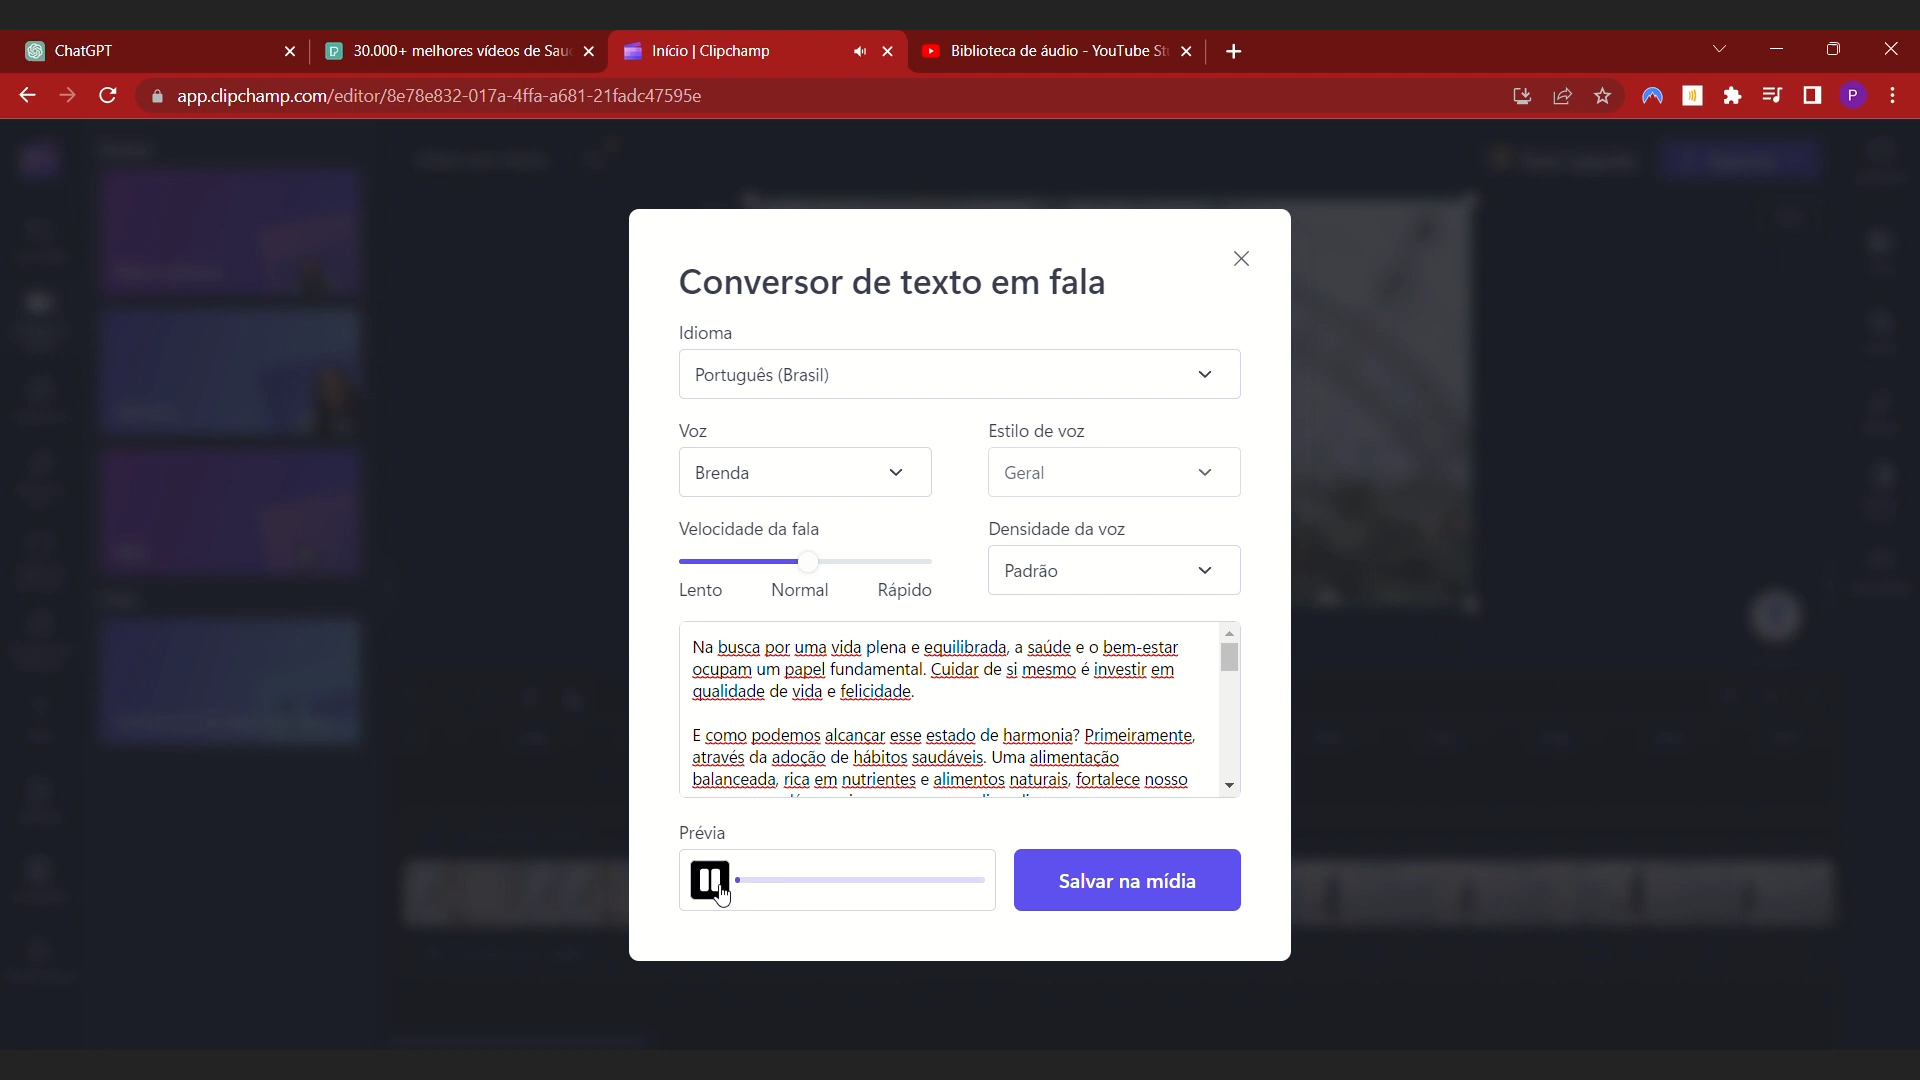 ChatGPT
30.000+ melhores vídeos de Saú
Início | Clipchamp
Biblioteca de áudio - YouTube St
app.clipchamp.com/editor/8e78e832-017a-4ffa-a681-21fadc47595e
P
Conversor de texto em fala
Idioma
Português (Brasil)
Voz
Estilo de voz
Brenda
Geral
Velocidade da fala
Densidade da voz
Padrão
Lento Normal Rápido
Na busca por uma vida plena e equilibrada, a saúde e o bem-estar
ocupam um papel fundamental. Cuidar de si mesmo é investir em
qualidade de vida e felicidade.
E como podemos alcançar esse estado de harmonia? Primeiramente,
através da adoção de hábitos saudáveis. Uma alimentação
balanceada, rica em nutrientes e alimentos naturais, fortalece nosso
Prévia
Salvar na mídia